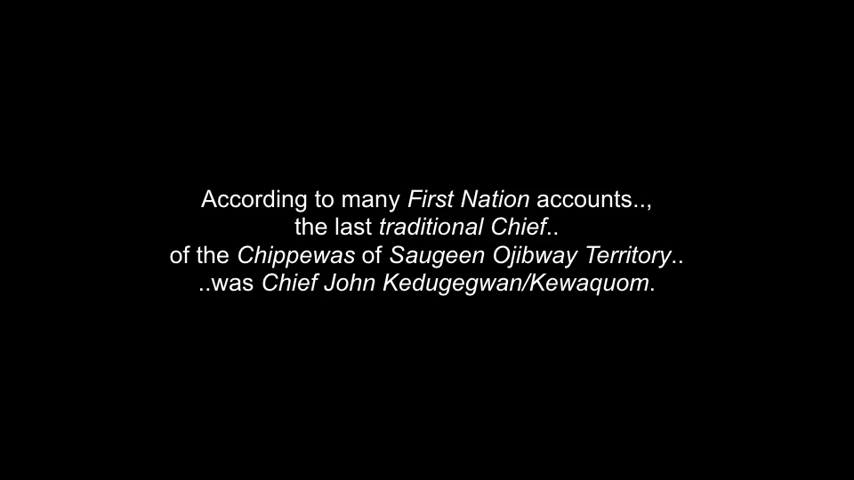 According to many First Nation accounts..,
the last traditional Chief..
of the Chippewas of Saugeen Ojibway Territory..
..was Chief John Kedugegwan/Kewaquom.